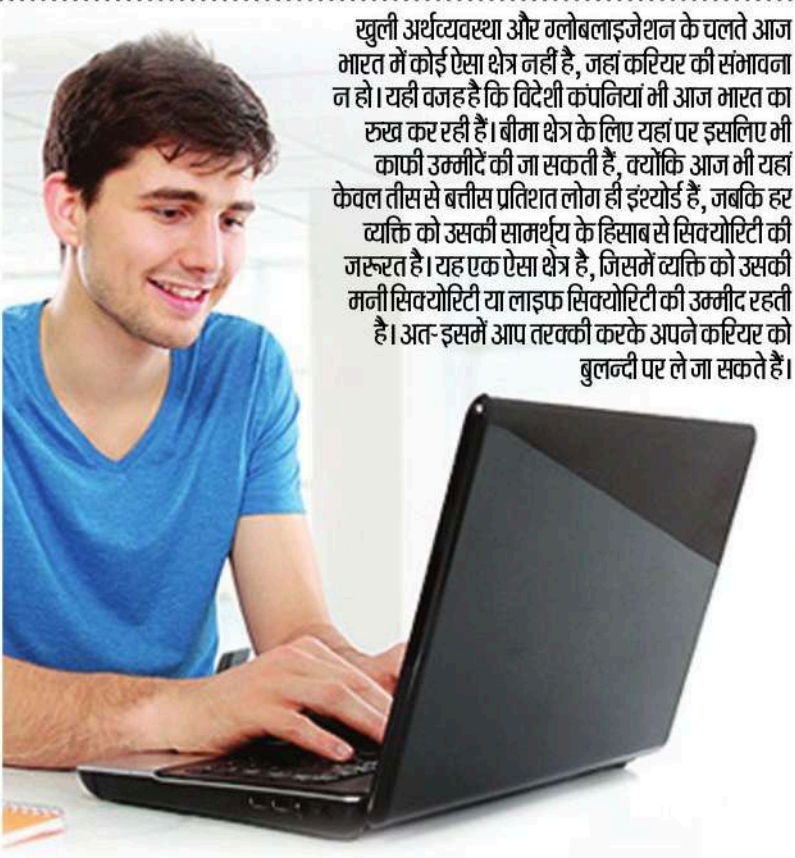 खुली अर्थव्यवस्था और ग्लोबलाइजेशन के चलते आज
भारत में कोई ऐसा क्षेत्र नहीं है, जहां करियर की संभावना
न हो। यही वजह है कि विदेशी कंपनियां भी आज भारत का
रुख कर रही हैं। बीमा क्षेत्र के लिए यहां पर इसलिए भी
काफी उम्मीदें की जा सकती हैं, क्योंकि आज भी यहां
केवल तीस से बत्तीस प्रतिशत लोग ही इंश्योर्ड हैं, जबकि हर
व्यक्ति को उसकी सामर्थ्य के हिसाब से सिक्योरिटी की
जरूरत है। यह एक ऐसा क्षेत्र है, जिसमें व्यक्ति को उसकी
मनी सिक्योरिटी या लाइफ सिक्योरिटी की उम्मीद रहती
है। अतः इसमें आप तरक्की करके अपने करियर को
बुलन्दी पर ले जा सकते हैं।